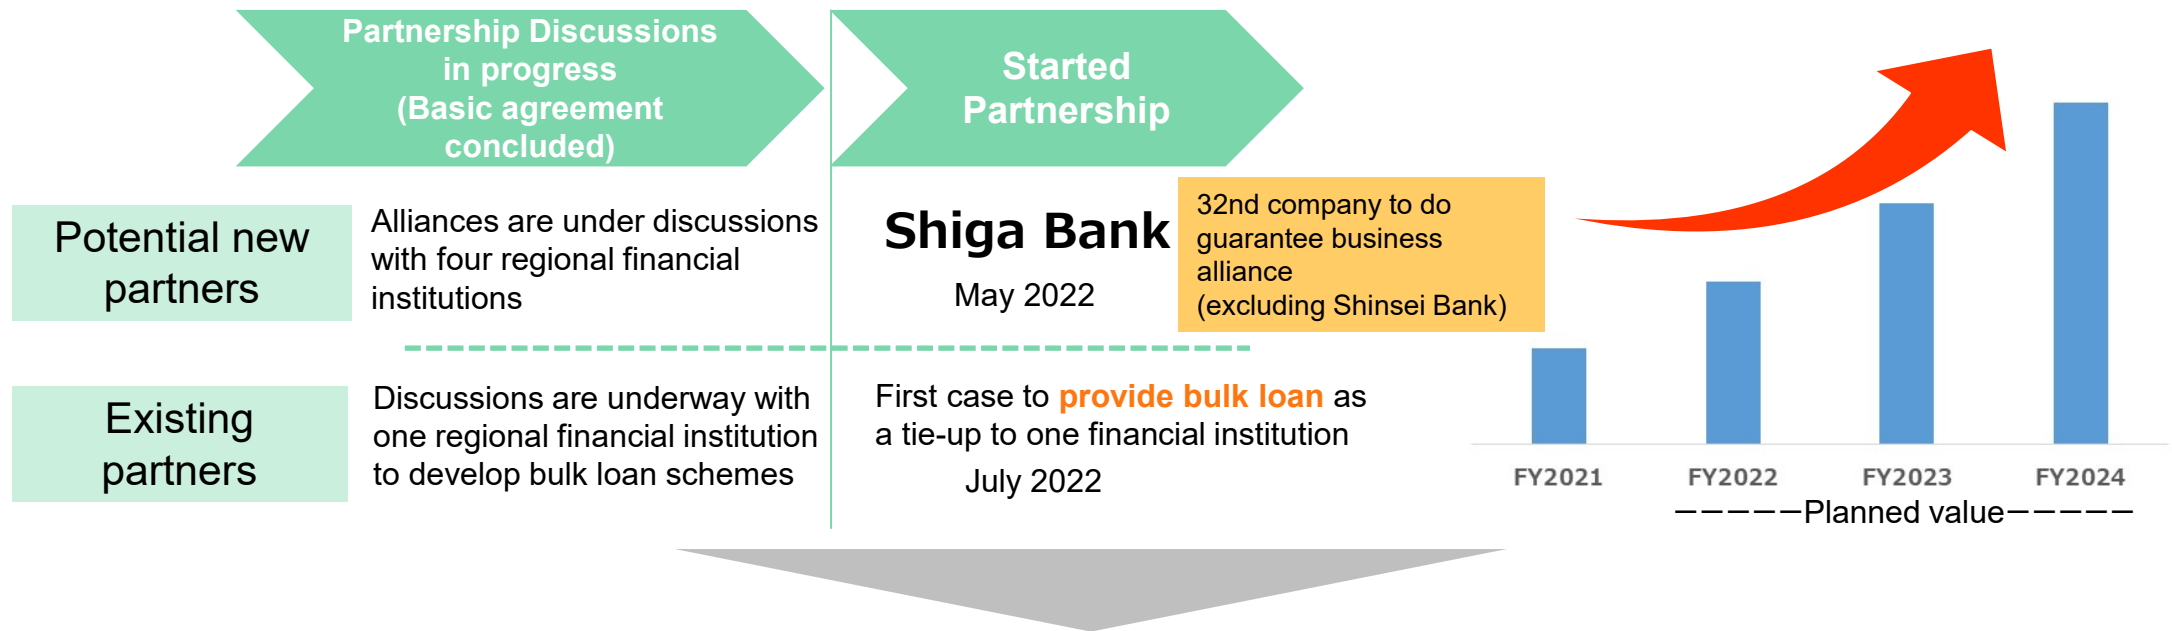 Partnership Discussions
in progress
(Basic agreement
concluded)
Started
Partnership
Potential new
partners
Alliances are under discussions
with four regional financial
institutions
Shiga Bank
May 2022
32nd company to do
guarantee business
alliance
(excluding Shinsei Bank)
Existing
partners
Discussions are underway with
one regional financial institution
to develop bulk loan schemes
First case to provide bulk loan as
a tie-up to one financial institution
July 2022
FY2021 FY2022 FY2023 FY2024
Planned value